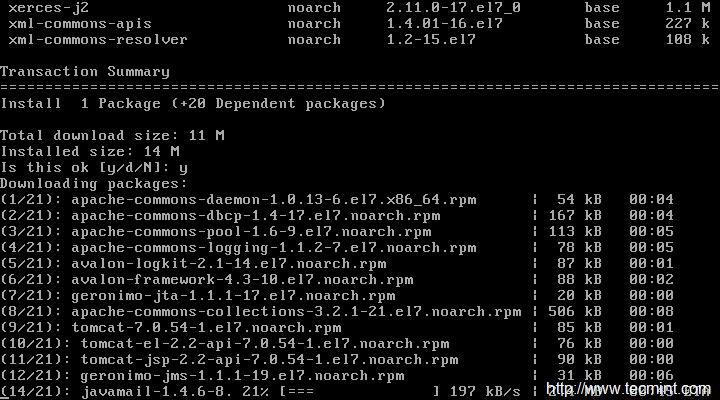 xerces-j2 noarch 2.11.0-17.el7_0 base 1.1 M
xml-commons-apis noarch 1.4.01-16.el7 base 227 k
xml-commons-resolver noarch 1.2-15.el7 base 108 k
Transaction Summary
================================================================================
Install 1 Package (+20 Dependent packages)
Total download size: 11 M
Installed size: 14 M
Is this ok [y/d/N]: y
Downloading packages:
(1/21): apache-commons-daemon-1.0.13-6.el7.x86_64.rpm | 54 kB 00:04
(2/21): apache-commons-dbcp-1.4-17.el7.noarch.rpm | 167 kB 00:04
(3/21): apache-commons-pool-1.6-9.el7.noarch.rpm | 113 kB 00:05
(4/21): apache-commons-logging-1.1.2-7.el7.noarch.rpm | 78 kB 00:05
(5/21): avalon-logkit-2.1-14.el7.noarch.rpm | 87 kB 00:01
(6/21): avalon-framework-4.3-10.el7.noarch.rpm | 88 kB 00:02
(7/21): geronimo-jta-1.1.1-17.el7.noarch.rpm | 20 kB 00:00
(8/21): apache-commons-collections-3.2.1-21.el7.noarch.rpm | 506 kB 00:08
(9/21): tomcat-7.0.54-1.el7.noarch.rpm | 85 kB 00:01
(10/21): tomcat-el-2.2-api-7.0.54-1.el7.noarch.rpm | 76 kB 00:00
(11/21): tomcat-jsp-2.2-api-7.0.54-1.el7.noarch.rpm | 90 kB 00:00
(12/21): geronimo-jms-1.1.1-19.el7.noarch.rpm | 31 kB 00:06
(14/21): javamail-1.4.6-8. 21% [=== ] 197 kB/s |
http://www.tecmint.com